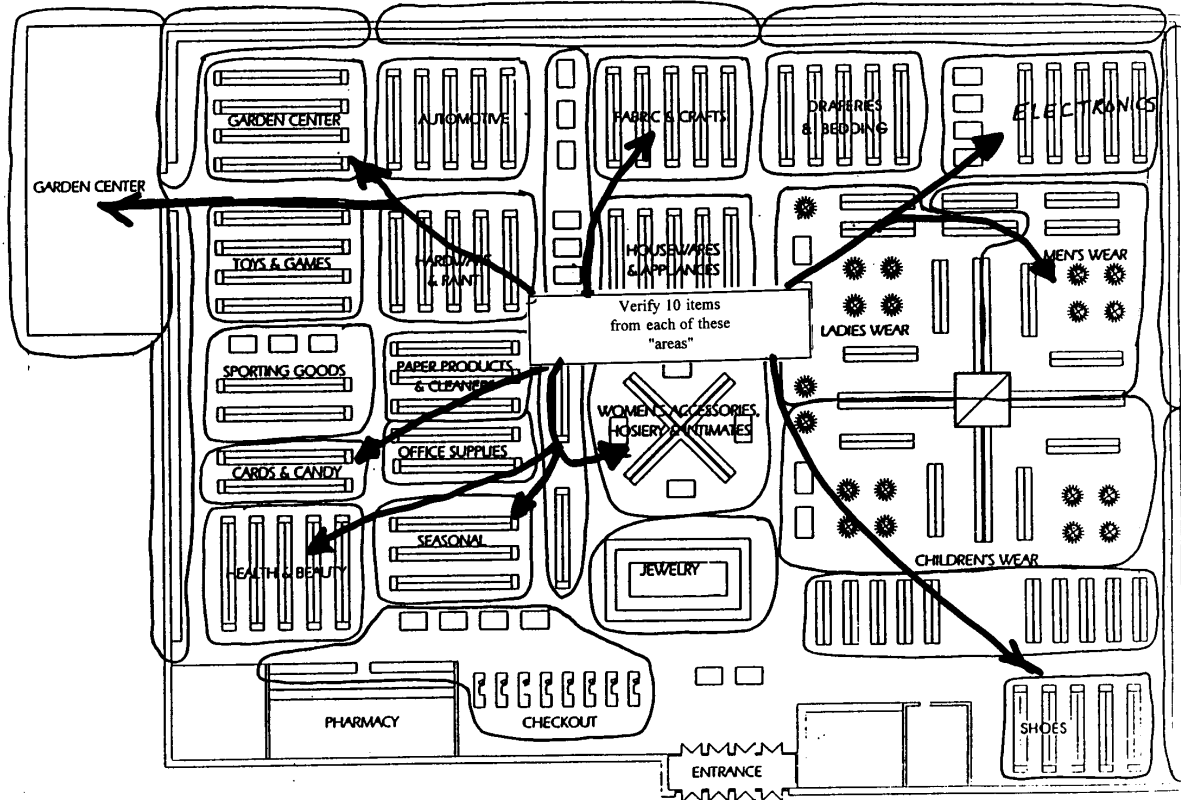 GARDEN CENTER
AUTOMOTIVE
FABRIC & CRAFTS
DRAPERIES
& BEDDING
ELECTRONICS
GARDEN CENTER
TOYS & GAMES
HARDWARE
& PAINT
HOUSEWARES
& APPLIANCES
MEN'S WEAR
Verify 10 items
from each of these
"areas"
LADIES WEAR
SPORTING GOODS
PAPER PRODUCTS
& CLEANERS
WOMEN'S ACCESSORIES,
HOSIERY & INTIMATES
CARDS & CANDY
OFFICE SUPPLIES
SEASONAL
HEALTH & BEAUTY
JEWELRY
CHILDREN'S WEAR
PHARMACY
CHECKOUT
SHOES
ENTRANCE